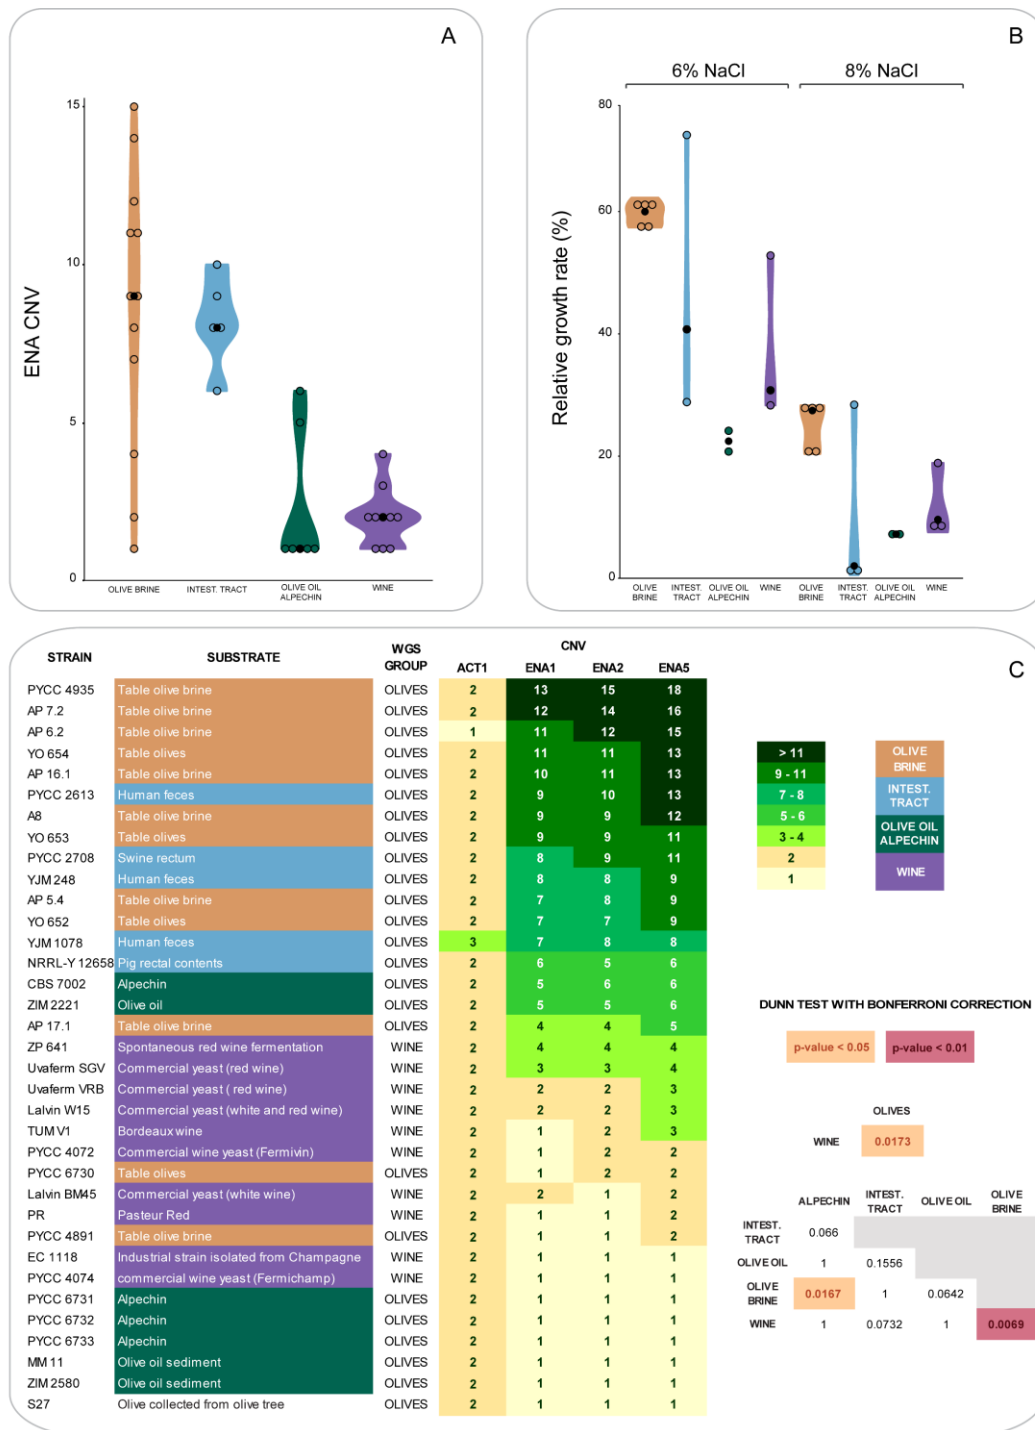 A
15
10
5
0
ENA CNV
OLIVE BRINE
INTEST. TRACT
OLIVE OIL
ALPECHIN
WINE
B
6% NaCl
8% NaCl
80
60
40
20
0
Relative growth rate (%)
OLIVE
BRINE
INTEST.
TRACT
OLIVE OIL
ALPECHIN
WINE
OLIVE
BRINE
INTEST.
TRACT
OLIVE OIL
ALPECHIN
WINE
C
STRAIN SUBSTRATE WGS GROUP CNV
ACT1 ENA1 ENA2 ENA5
PYCC 4935 Table olive brine OLIVES 2 13 15 18
AP 7.2 Table olive brine OLIVES 2 12 14 16
AP 6.2 Table olive brine OLIVES 1 11 12 15
YO 654 Table olives OLIVES 2 11 11 13
AP 16.1 Table olive brine OLIVES 2 10 11 13
PYCC 2613 Human feces OLIVES 2 9 10 13
A8 Table olive brine OLIVES 2 9 9 12
YO 653 Table olives OLIVES 2 9 9 11
PYCC 2708 Swine rectum OLIVES 2 8 9 11
YJM 248 Human feces OLIVES 2 8 8 9
AP 5.4 Table olive brine OLIVES 2 7 8 9
YO 652 Table olives OLIVES 2 7 7 9
YJM 1078 Human feces OLIVES 3 7 8 8
NRRL-Y 12658 Pig rectal contents OLIVES 2 6 5 6
CBS 7002 Alpechin OLIVES 2 5 6 6
ZIM 2221 Olive oil OLIVES 2 5 5 6
AP 17.1 Table olive brine OLIVES 2 4 4 5
ZP 641 Spontaneous red wine fermentation WINE 2 4 4 4
Uvaferm SGV Commercial yeast (red wine) WINE 2 3 3 4
Uvaferm VRB Commercial yeast ( red wine) WINE 2 2 2 3
Lalvin W15 Commercial yeast (white and red wine) WINE 2 2 2 3
TUM V1 Bordeaux wine WINE 2 1 2 3
PYCC 4072 Commercial wine yeast (Fermivin) WINE 2 1 2 2
PYCC 6730 Table olives OLIVES 2 1 2 2
Lalvin BM45 Commercial yeast (white wine) WINE 2 2 1 2
PR Pasteur Red WINE 2 1 1 2
PYCC 4891 Table olive brine OLIVES 2 1 1 2
EC 1118 Industrial strain isolated from Champagne WINE 2 1 1 1
PYCC 4074 commercial wine yeast (Fermichamp) WINE 2 1 1 1
PYCC 6731 Alpechin OLIVES 2 1 1 1
PYCC 6732 Alpechin OLIVES 2 1 1 1
PYCC 6733 Alpechin OLIVES 2 1 1 1
MM 11 Olive oil sediment OLIVES 2 1 1 1
ZIM 2580 Olive oil sediment OLIVES 2 1 1 1
S27 Olive collected from olive tree OLIVES 2 1 1 1
> 11
9 - 11
7 - 8
5 - 6
3 - 4
2
1
OLIVE
BRINE
INTEST.
TRACT
OLIVE OIL
ALPECHIN
WINE
DUNN TEST WITH BONFERRONI CORRECTION
p-value < 0.05 p-value < 0.01
OLIVES
WINE 0.0173
ALPECHIN INTEST. TRACT OLIVE OIL OLIVE BRINE
INTEST. TRACT 0.066
OLIVE OIL 1 0.1556
OLIVE BRINE 0.0167 1 0.0642
WINE 1 0.0732 1 0.0069